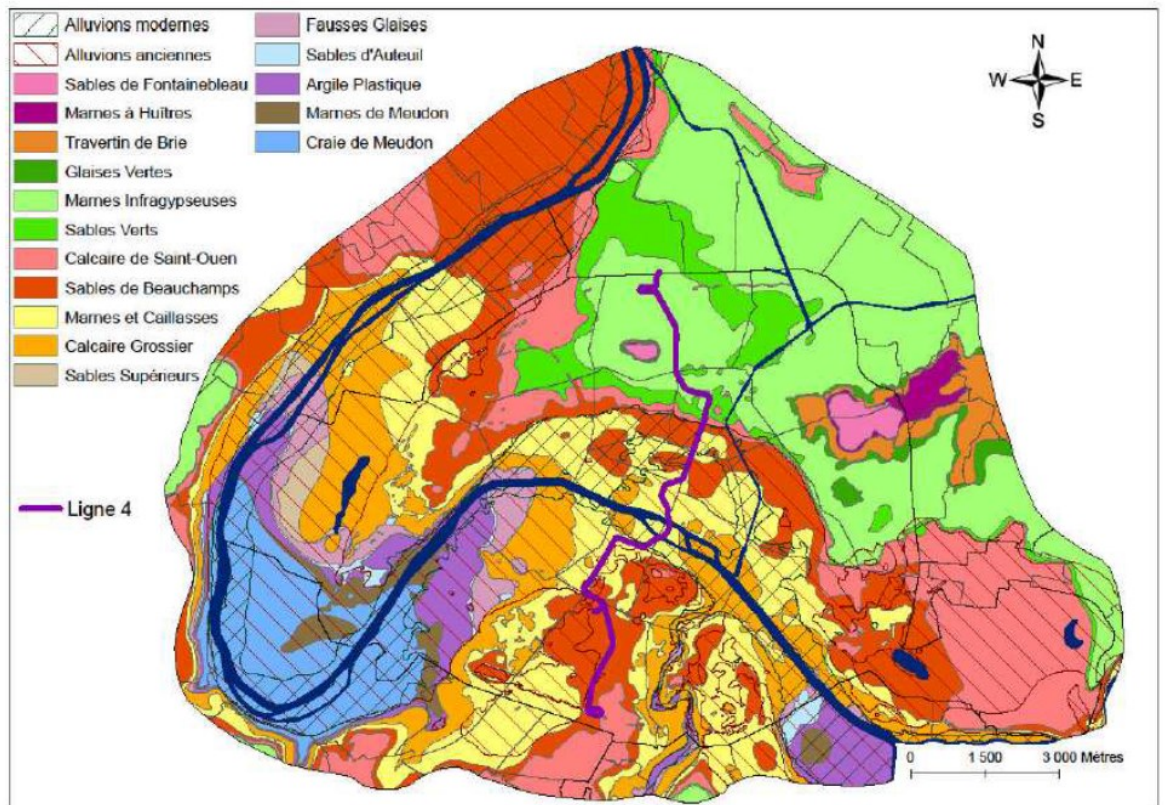 Alluvions modernes
Alluvions anciennes
Sables de Fontainebleau
Marnes à Huîtres
Travertin de Brie
Glaises Vertes
Marnes Infragypseuses
Sables Verts
Calcaire de Saint-Ouen
Sables de Beauchamps
Marnes et Caillasses
Calcaire Grossier
Sables Supérieurs
Fausses Glaises
Sables d'Auteuil
Argile Plastique
Marnes de Meudon
Craie de Meudon
N
W E
S
Ligne 4
0 1 500 3 000 Métres